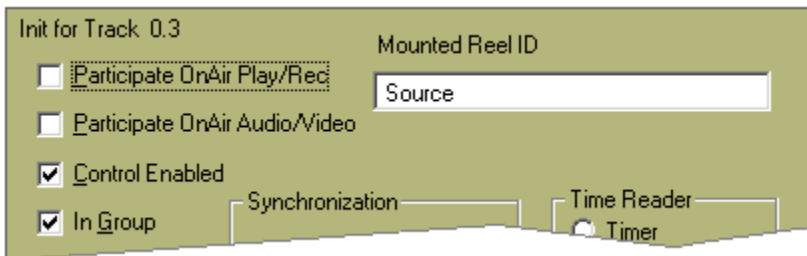 Init for Track 0.3
Mounted Reel ID
Participate OnAir Play/Rec
Source
Participate OnAir Audio/Video
Control Enabled
Synchronization
Time Reader
In Group
Timer